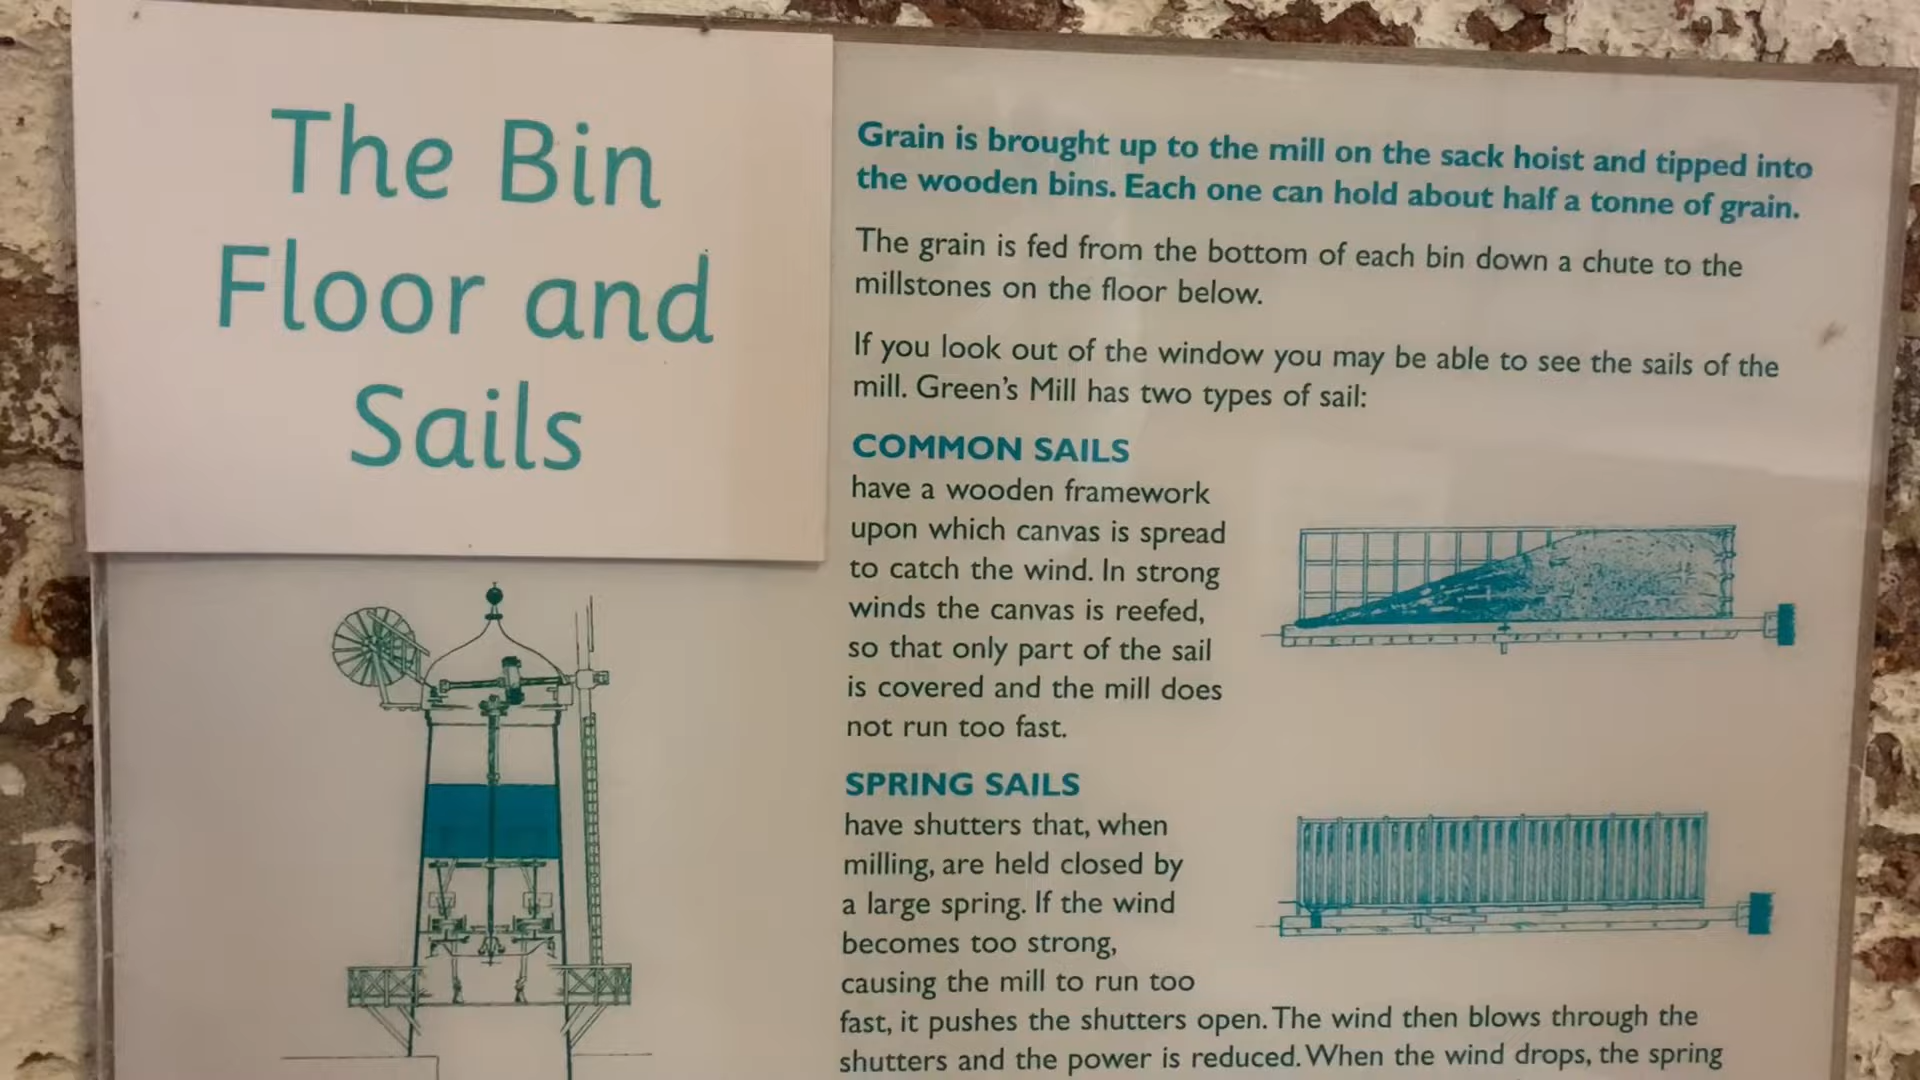 The Bin
Floor and
Sails
Grain is brought up to the mill on the sack hoist and tipped into
the wooden bins. Each one can hold about half a tonne of grain.
The grain is fed from the bottom of each bin down a chute to the
millstones on the floor below.
If you look out of the window you may be able to see the sails of the
mill. Green's Mill has two types of sail:
COMMON SAILS
have a wooden framework
upon which canvas is spread
to catch the wind. In strong
winds the canvas is reefed,
so that only part of the sail
is covered and the mill does
not run too fast.
SPRING SAILS
have shutters that, when
milling, are held closed by
a large spring. If the wind
becomes too strong,
causing the mill to run too
fast, it pushes the shutters open. The wind then blows through the
shutters and the power is reduced. When the wind drops, the spring